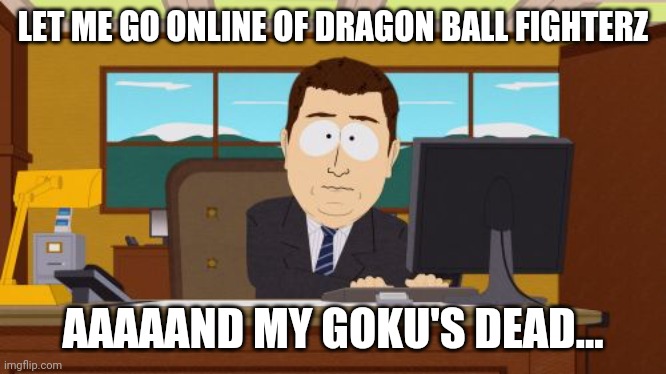 LET ME GO ONLINE OF DRAGON BALL FIGHTERZ
AAAAAND MY GOKU'S DEAD...
imgflip.com